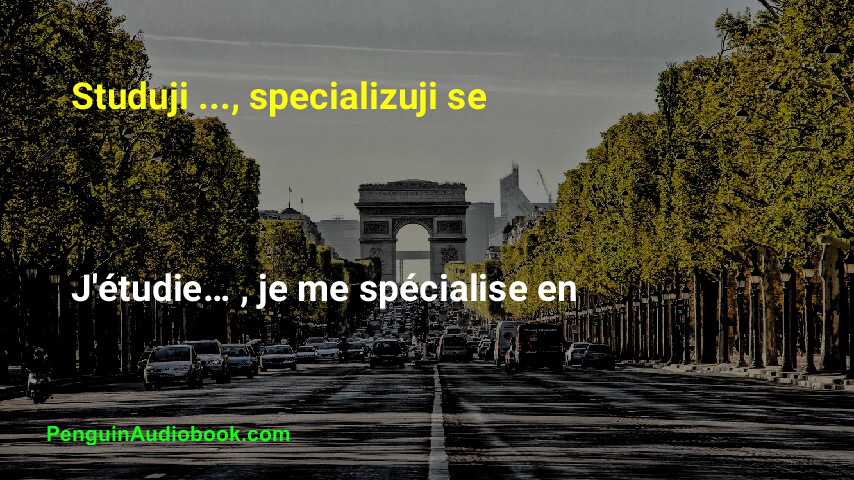 Studuji ..., specializuji se
J'étudie… , je me spécialise en
PenguinAudiobook.com